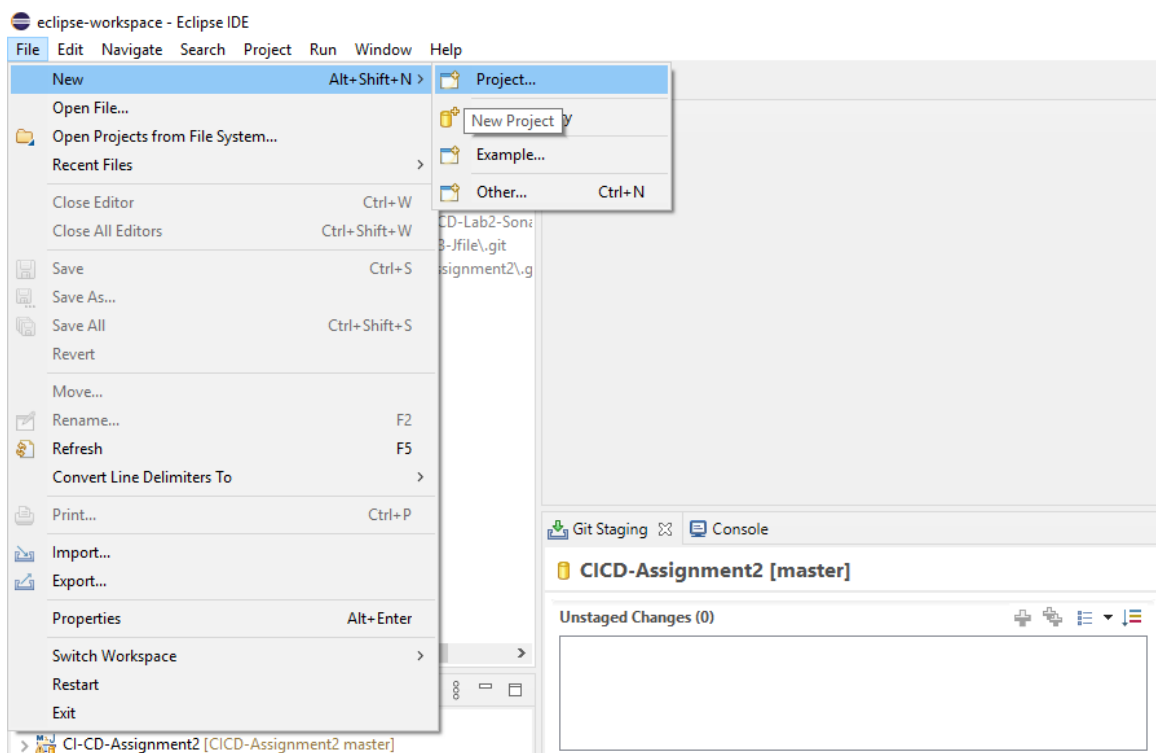 eclipse-workspace - Eclipse IDE
File Edit Navigate Search Project Run Window Help
New Alt+Shift+N >
Open File...
Open Projects from File System...
Recent Files >
Close Editor Ctrl+W
Close All Editors Ctrl+Shift+W
Save Ctrl+S
Save As...
Save All Ctrl+Shift+S
Revert
Move...
Rename... F2
Refresh F5
Convert Line Delimiters To >
Print... Ctrl+P
Import...
Export...
Properties Alt+Enter
Switch Workspace >
Restart
Exit
Project...
New Project
Example...
Other... Ctrl+N
CD-Lab2-Sona
-Jfile\.git
ssignment2\.g
Git Staging Console
CICD-Assignment2 [master]
Unstaged Changes (0)
CI-CD-Assignment2 [CICD-Assignment2 master]